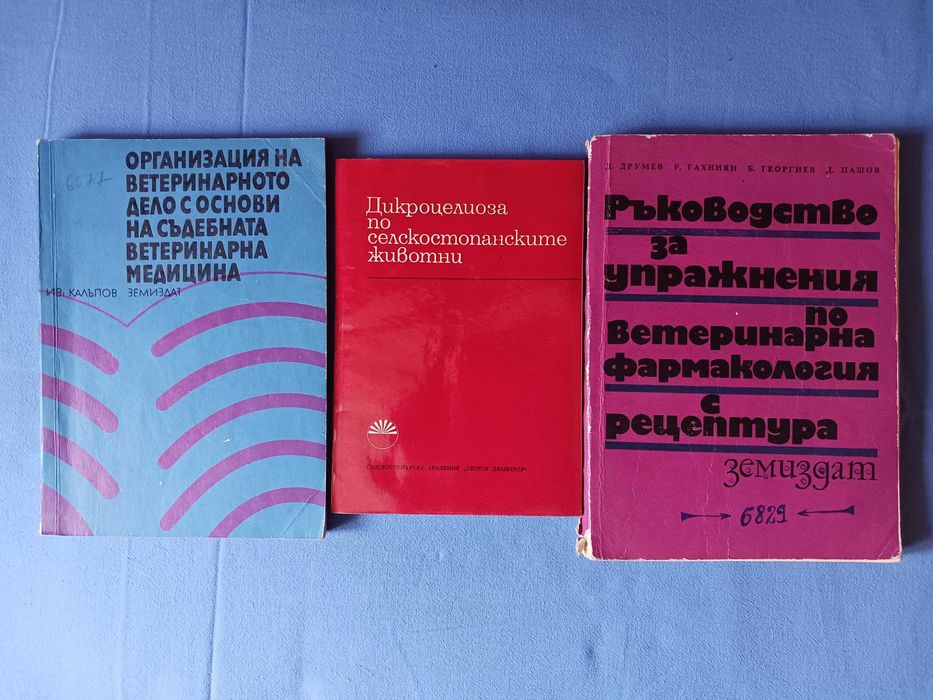 6577
ОРГАНИЗАЦИЯ НА
ВЕТЕРИНАРНОТО
ДЕЛО С ОСНОВИ
НА СЪДЕБНАТА
ВЕТЕРИНАРНА
МЕДИЦИНА
ИВ. КАЛЪПОВ ЗЕМИЗДАТ
Дикроцелиоза
по
селскостопанските
животни
СЕЛСКОСТОПАНСКА АКАДЕМИЯ „ГЕОРГИ ДИМИТРОВ“
Д. ДРУМЕВ Р. ГАХНИЯН Б. ГЕОРГИЕВ Д. ПАШОВ
Ръководство
за
упражнения
по
ветеринарна
фармакология
с
рецептура
земиздат
6829